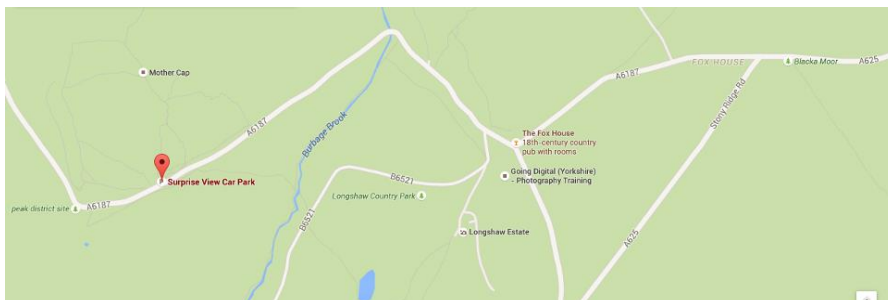 FOX HOUSE
Blacka Moor
A625
Mother Cap
A6187
A6187
Stony Ridge Rd
Burbage Brook
The Fox House
18th-century country
pub with rooms
Surprise View Car Park
B6521
Going Digital (Yorkshire)
- Photography Training
Longshaw Country Park
peak district site
A6187
B6521
Longshaw Estate
A625